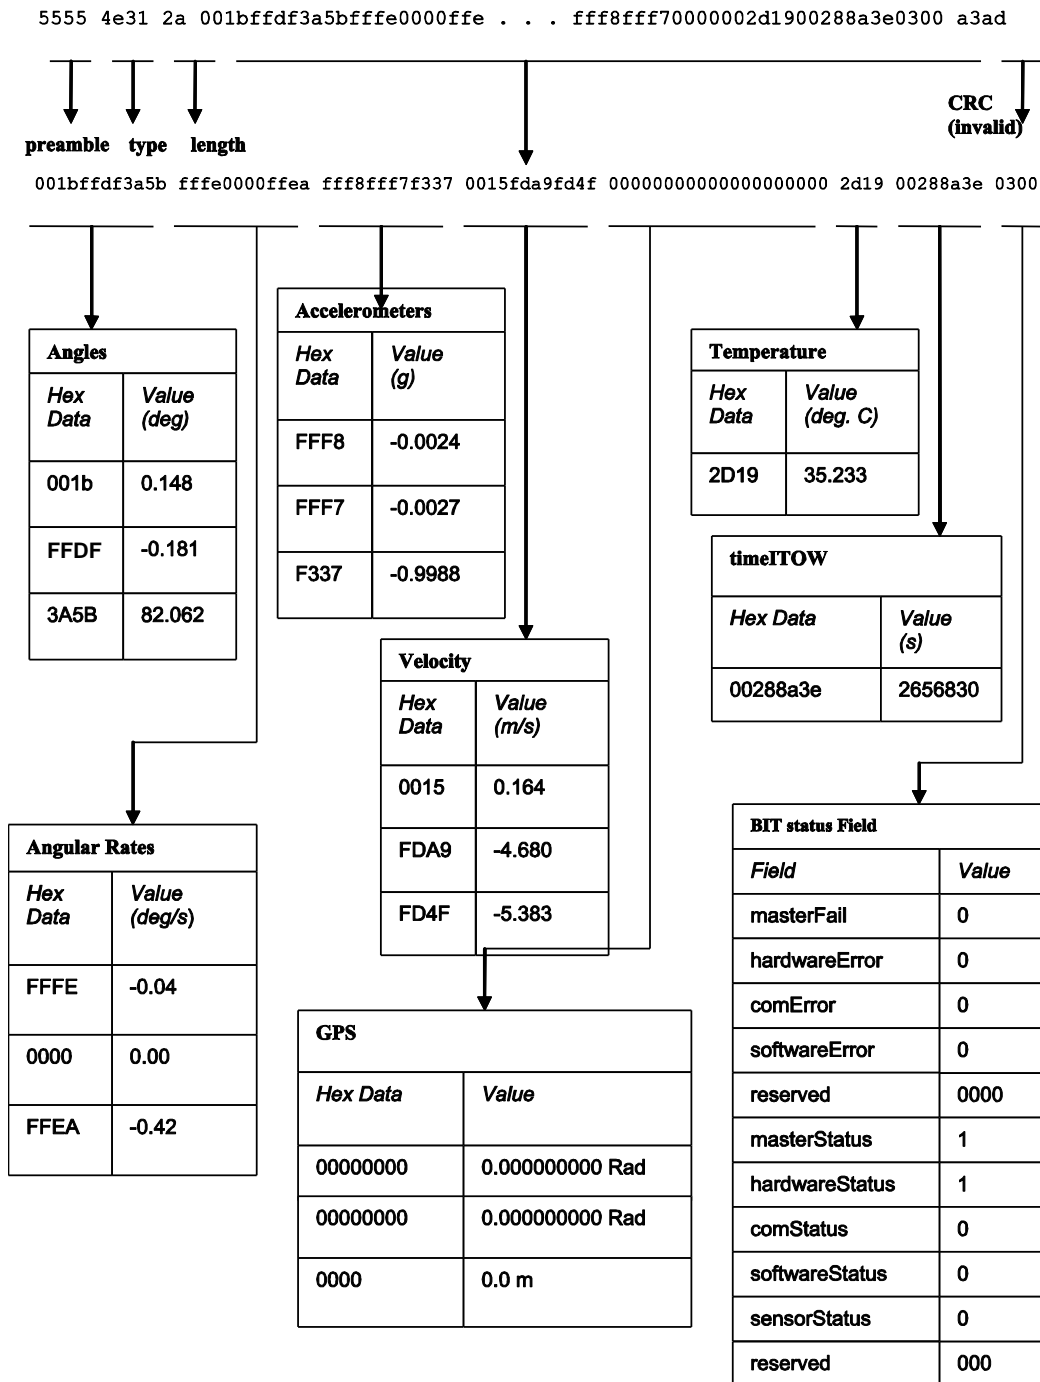 5555 4e31 2a 001bffdf3a5bfffe0000ffe . . . fff8fff70000002d1900288a3e0300 a3ad
CRC
(invalid)
preamble type length
001bffdf3a5b fffe0000ffea fff8fff7f337 0015fda9fd4f 00000000000000000000 2d19 00288a3e 0300
Angles
Hex Data Value (deg)
001b 0.148
FFDF -0.181
3A5B 82.062
Accelerometers
Hex Data Value (g)
FFF8 -0.0024
FFF7 -0.0027
F337 -0.9988
Temperature
Hex Data Value (deg. C)
2D19 35.233
timeITOW
Hex Data Value (s)
00288a3e 2656830
Velocity
Hex Data Value (m/s)
0015 0.164
FDA9 -4.680
FD4F -5.383
Angular Rates
Hex Data Value (deg/s)
FFFE -0.04
0000 0.00
FFEA -0.42
GPS
Hex Data Value
00000000 0.000000000 Rad
00000000 0.000000000 Rad
0000 0.0 m
BIT status Field
Field Value
masterFail 0
hardwareError 0
comError 0
softwareError 0
reserved 0000
masterStatus 1
hardwareStatus 1
comStatus 0
softwareStatus 0
sensorStatus 0
reserved 000